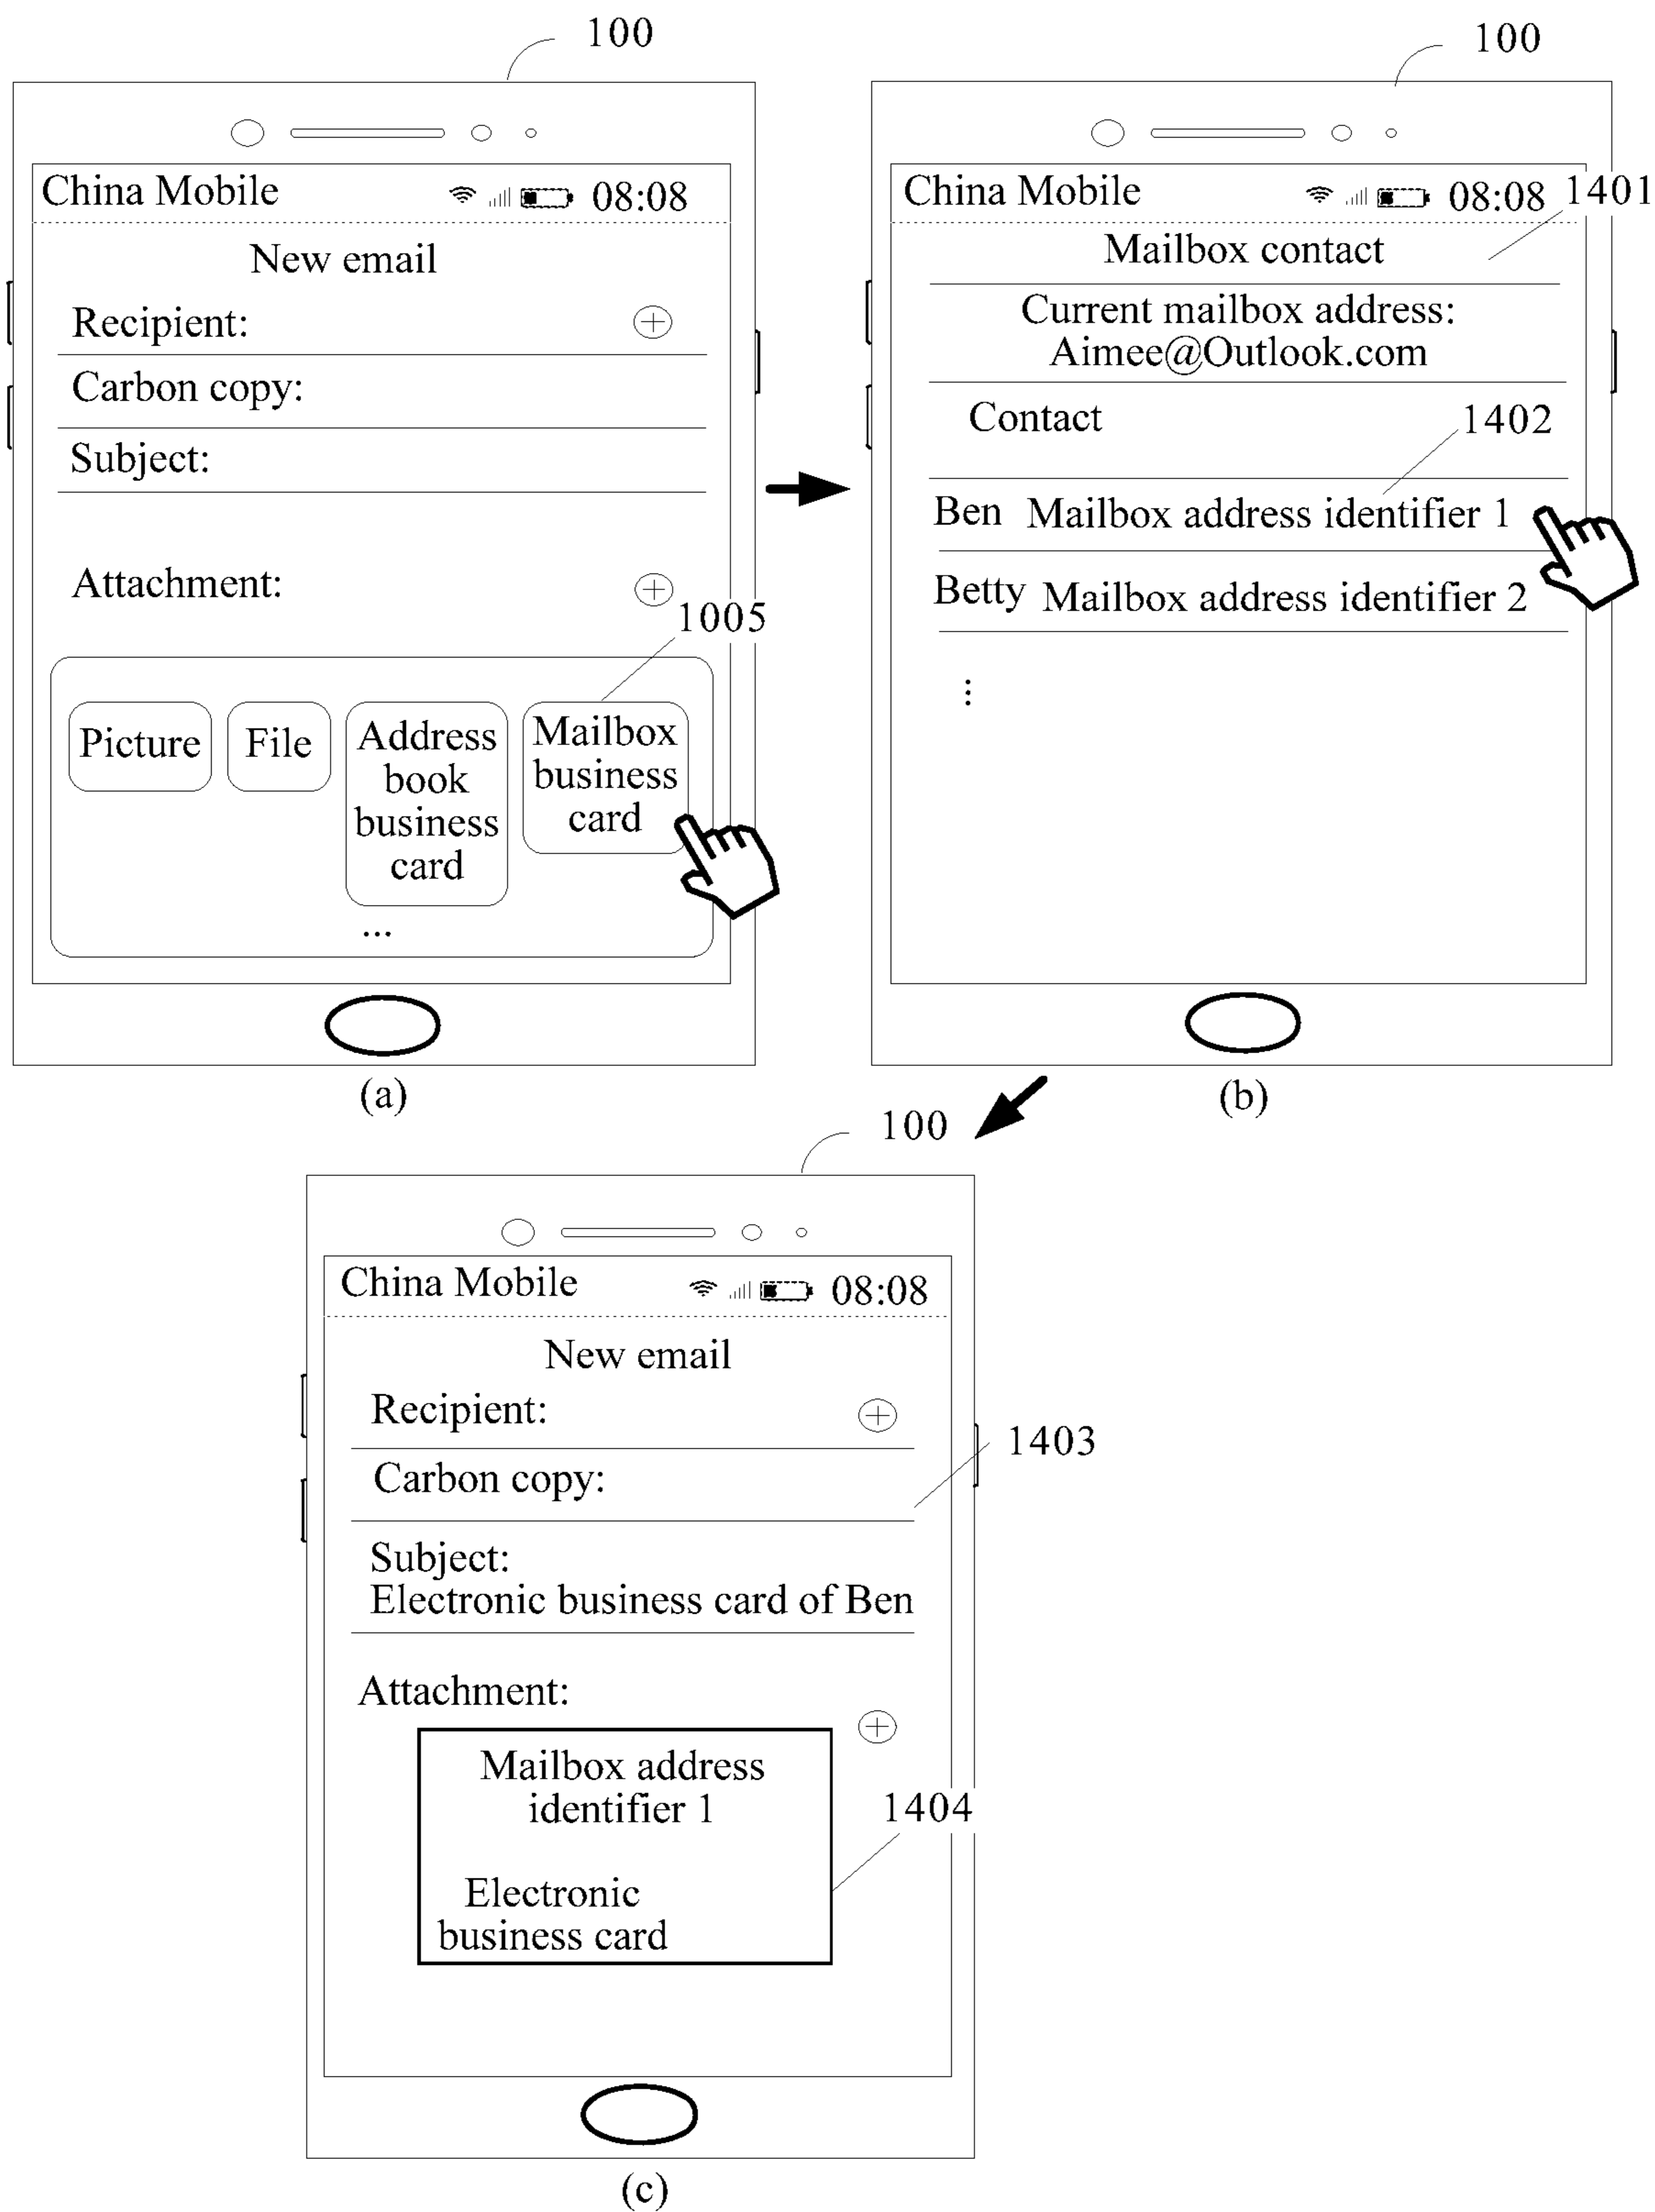 100
China Mobile 08:08
New email
Recipient:
Carbon copy:
Subject:
Attachment:
1005
Picture
File
Address
book
business
card
Mailbox
business
card
...
(a)
100
China Mobile 08:08
1401
Mailbox contact
Current mailbox address:
Aimee@Outlook.com
Contact
1402
Ben Mailbox address identifier 1
Betty Mailbox address identifier 2
⋮
(b)
100
China Mobile 08:08
New email
Recipient:
1403
Carbon copy:
Subject:
Electronic business card of Ben
Attachment:
Mailbox address
identifier 1
1404
Electronic
business card
(c)